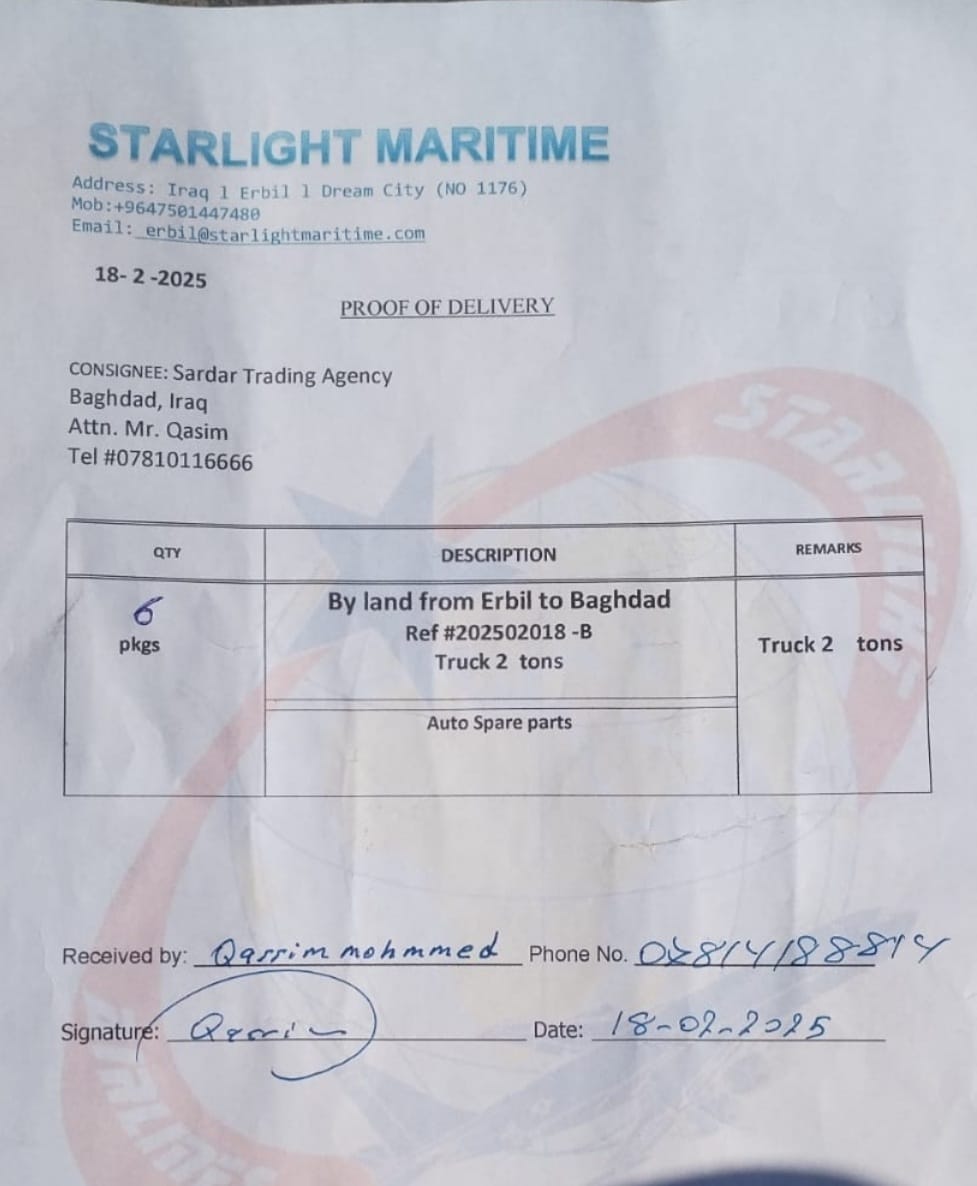 STARLIGHT MARITIME
Address: Iraq l Erbil l Dream City (NO 1176)
Mob:+9647501447480
Email: erbil@starlightmaritime.com
18- 2 -2025
PROOF OF DELIVERY
CONSIGNEE: Sardar Trading Agency
Baghdad, Iraq
Attn. Mr. Qasim
Tel #07810116666
QTY DESCRIPTION REMARKS
6 pkgs
By land from Erbil to Baghdad
Ref #202502018 -B
Truck 2 tons
Auto Spare parts
Truck 2 tons
Received by: Qassim mohmmed Phone No.
Signature: Qassim Date: 18-02-2025
STARLINKS